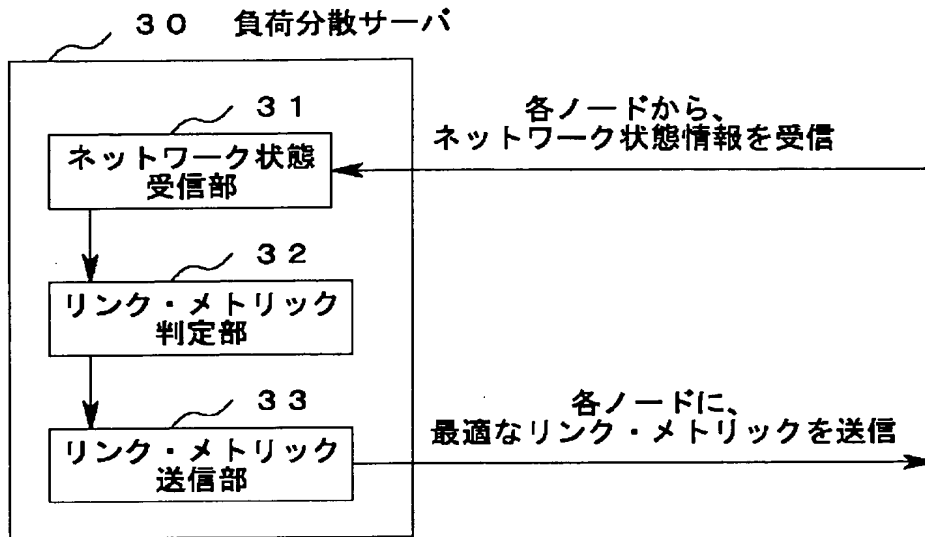 ３０ 負荷分散サーバ
３１
各ノードから、
ネットワーク状態情報を受信
ネットワーク状態
受信部
３２
リンク・メトリック
判定部
３３
各ノードに、
最適なリンク・メトリックを送信
リンク・メトリック
送信部